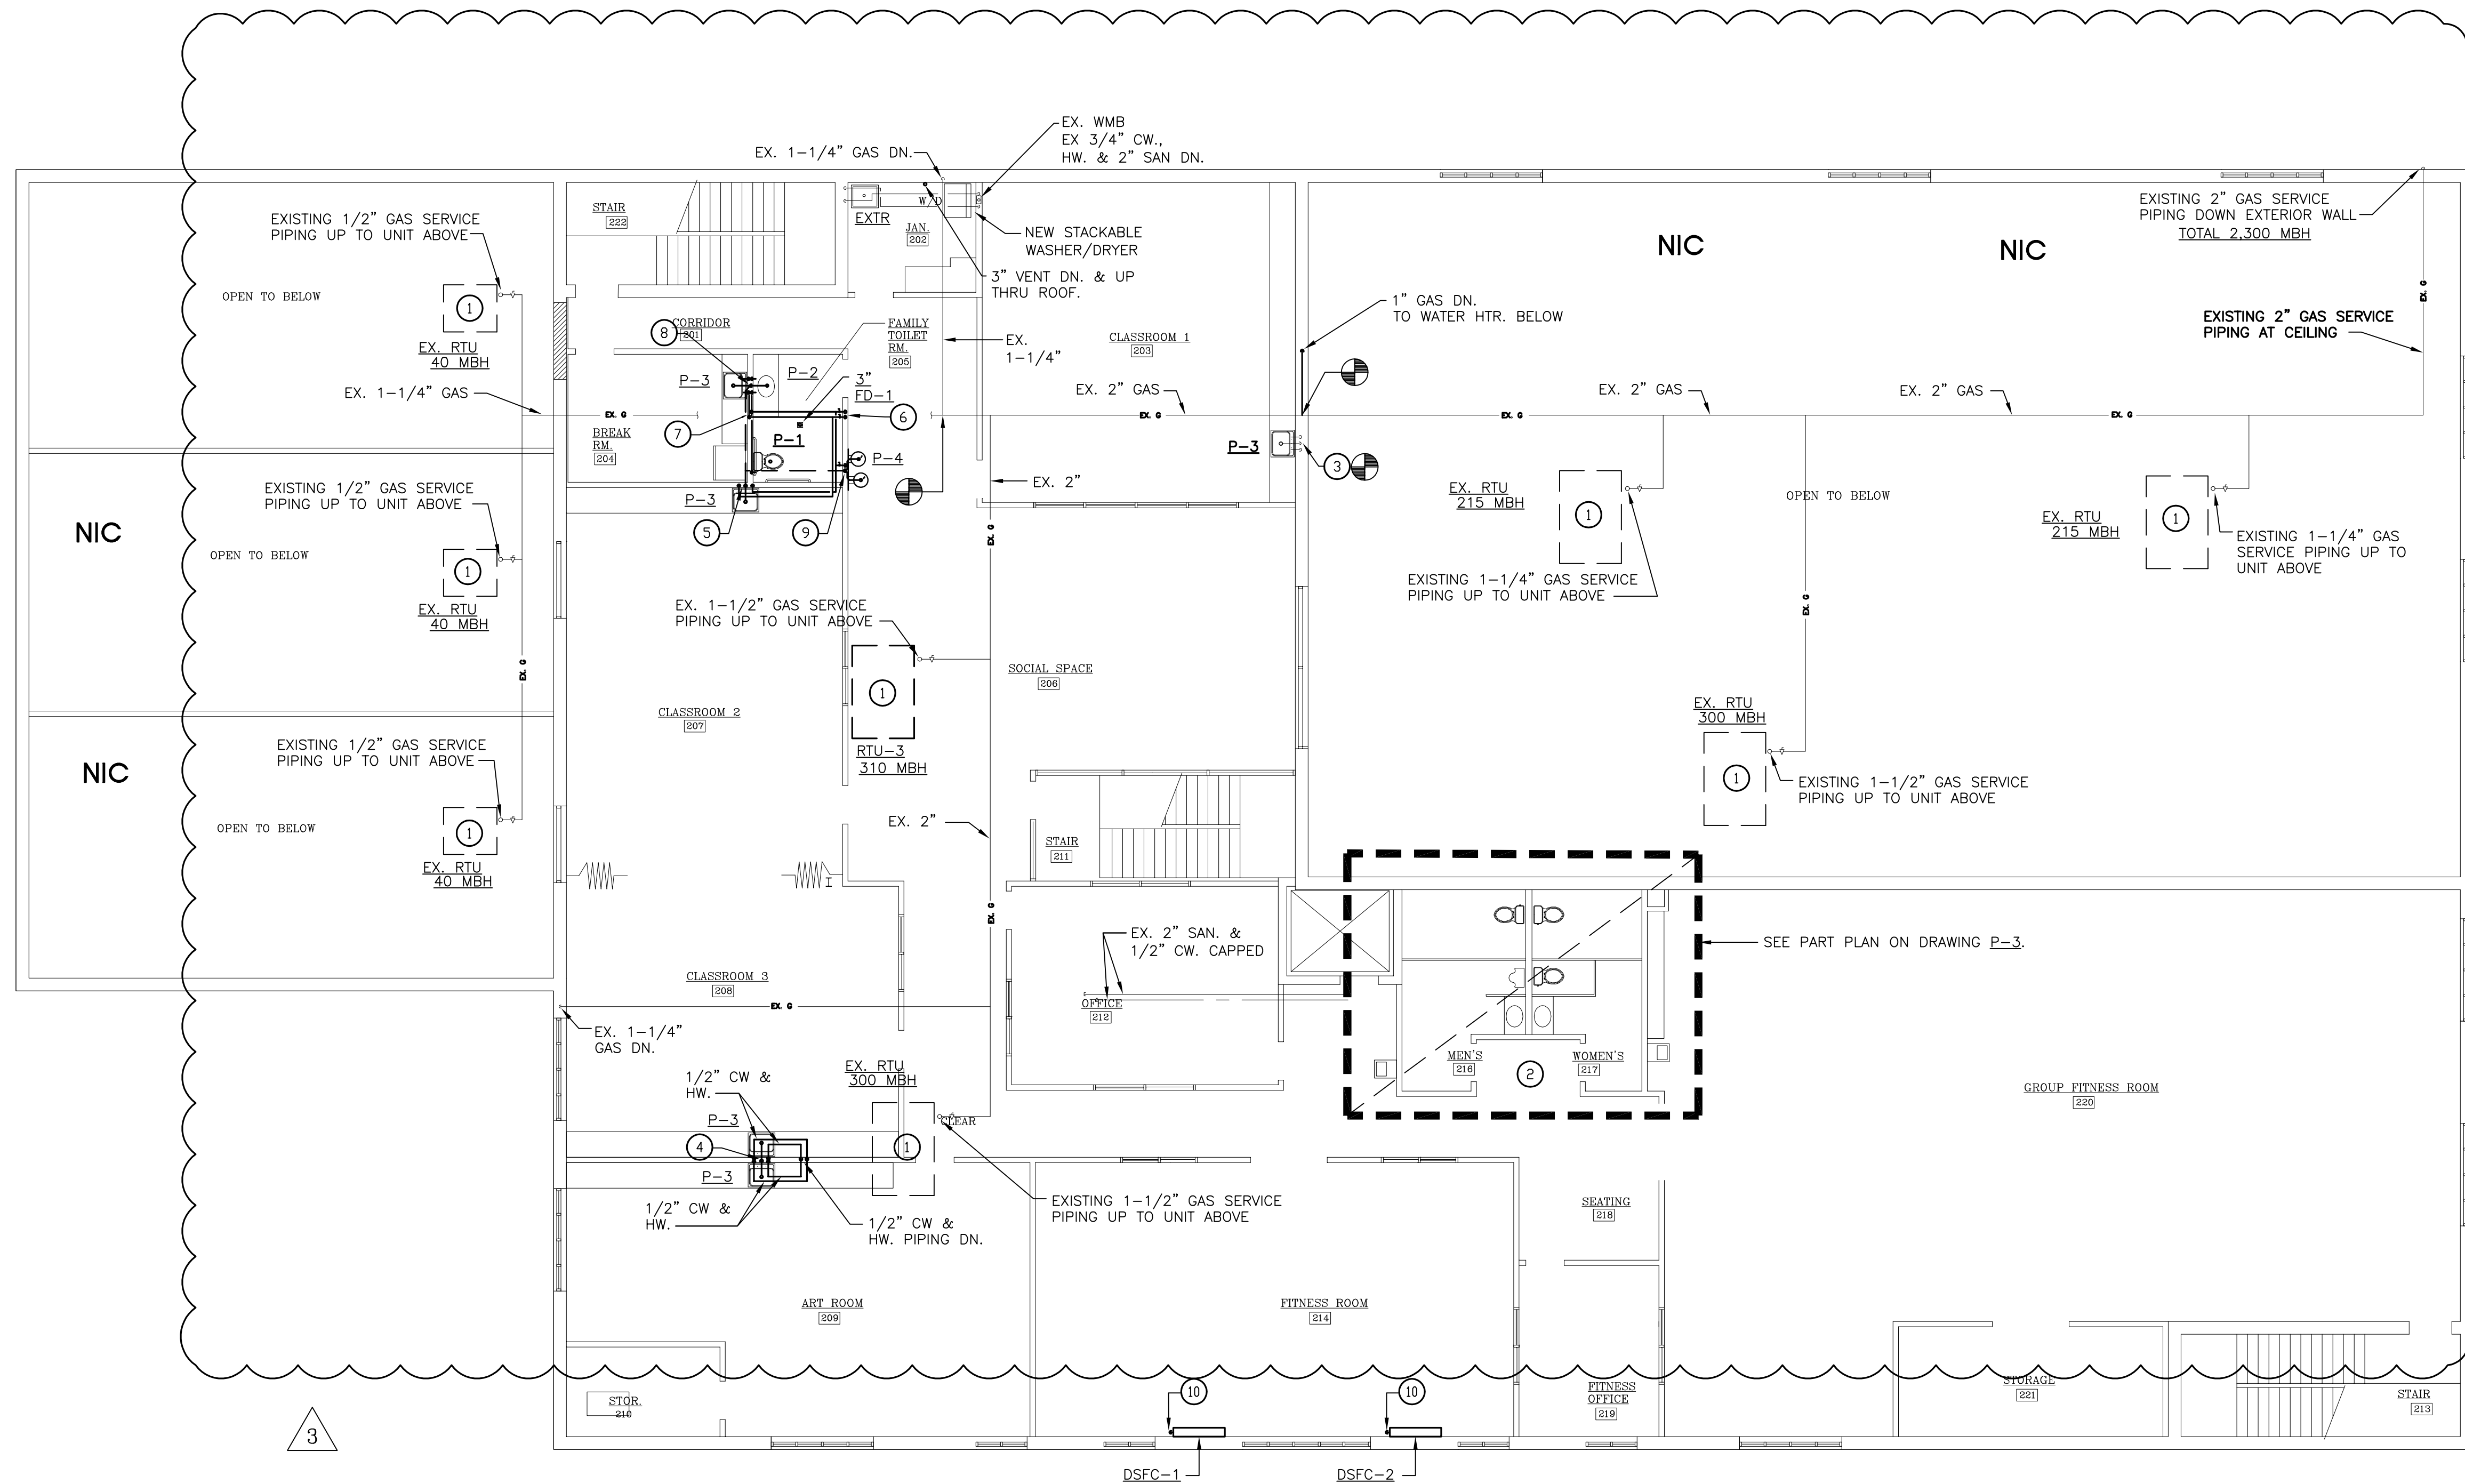 EX. WMB
EX 3/4" CW.,
HW. & 2" SAN DN.
EX. 1-1/4" GAS DN.
EXISTING 1/2" GAS SERVICE
PIPING UP TO UNIT ABOVE
STAIR
222
EXTR
W/D
JAN.
202
NEW STACKABLE
WASHER/DRYER
3" VENT DN. & UP
THRU ROOF.
NIC
NIC
EXISTING 2" GAS SERVICE
PIPING DOWN EXTERIOR WALL
TOTAL 2,300 MBH
OPEN TO BELOW
1
EX. RTU
40 MBH
8
CORRIDOR
201
FAMILY
TOILET
RM.
205
EX.
1-1/4"
CLASSROOM 1
203
1" GAS DN.
TO WATER HTR. BELOW
EX. G
EXISTING 2" GAS SERVICE
PIPING AT CEILING
EX. 1-1/4" GAS
EX. G
P-3
P-2
3"
FD-1
6
7
P-1
BREAK
RM.
204
P-4
P-3
5
9
EX. 2" GAS
EX. G
EX. 2"
P-3
3
EX. G
EX. 2" GAS
EX. 2" GAS
EX. G
EX. RTU
215 MBH
1
OPEN TO BELOW
EXISTING 1-1/4" GAS SERVICE
PIPING UP TO UNIT ABOVE
EX. RTU
215 MBH
1
EXISTING 1-1/4" GAS
SERVICE PIPING UP TO
UNIT ABOVE
EX. G
NIC
EXISTING 1/2" GAS SERVICE
PIPING UP TO UNIT ABOVE
OPEN TO BELOW
1
EX. RTU
40 MBH
EX. G
EX. G
EX. 1-1/2" GAS SERVICE
PIPING UP TO UNIT ABOVE
1
RTU-3
310 MBH
SOCIAL SPACE
206
CLASSROOM 2
207
EX. RTU
300 MBH
1
EXISTING 1-1/2" GAS SERVICE
PIPING UP TO UNIT ABOVE
NIC
EXISTING 1/2" GAS SERVICE
PIPING UP TO UNIT ABOVE
OPEN TO BELOW
1
EX. RTU
40 MBH
EX. 2"
STAIR
211
EX. G
EX. 2" SAN. &
1/2" CW. CAPPED
OFFICE
212
SEE PART PLAN ON DRAWING P-3.
MEN'S
216
2
WOMEN'S
217
CLASSROOM 3
208
EX. G
EX. 1-1/4"
GAS DN.
1/2" CW &
HW.
EX. RTU
300 MBH
CLEAR
P-3
4
1
P-3
1/2" CW &
HW.
1/2" CW &
HW. PIPING DN.
EXISTING 1-1/2" GAS SERVICE
PIPING UP TO UNIT ABOVE
GROUP FITNESS ROOM
220
SEATING
218
ART ROOM
209
FITNESS ROOM
214
STOR.
210
10
10
FITNESS
OFFICE
219
STORAGE
221
STAIR
213
3
DSFC-1
DSFC-2